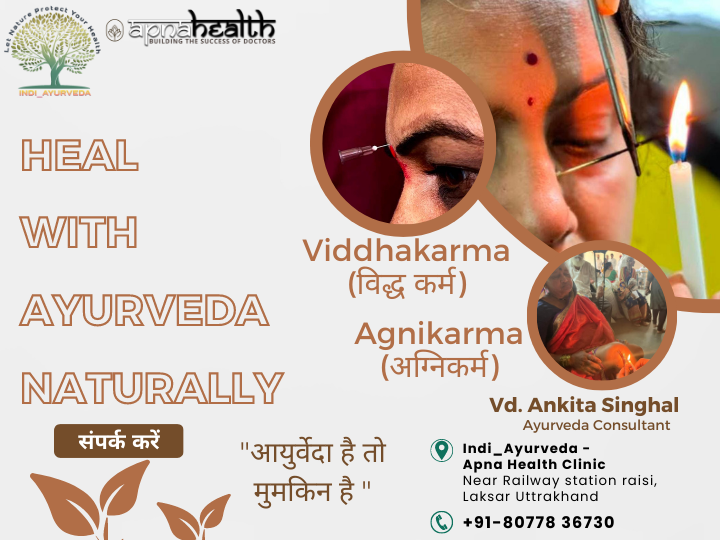 Let Nature Protect Your Health
INDI_AYURVEDA
apnahealth
BUILDING THE SUCCESS OF DOCTORS
HEAL
WITH
AYURVEDA
NATURALLY
Viddhakarma
(विद्ध कर्म)
Agnikarma
(अग्निकर्म)
Vd. Ankita Singhal
Ayurveda Consultant
संपर्क करें
"आयुर्वेदा है तो
मुमकिन है "
Indi_Ayurveda -
Apna Health Clinic
Near Railway station raisi,
Laksar Uttrakhand
+91-80778 36730